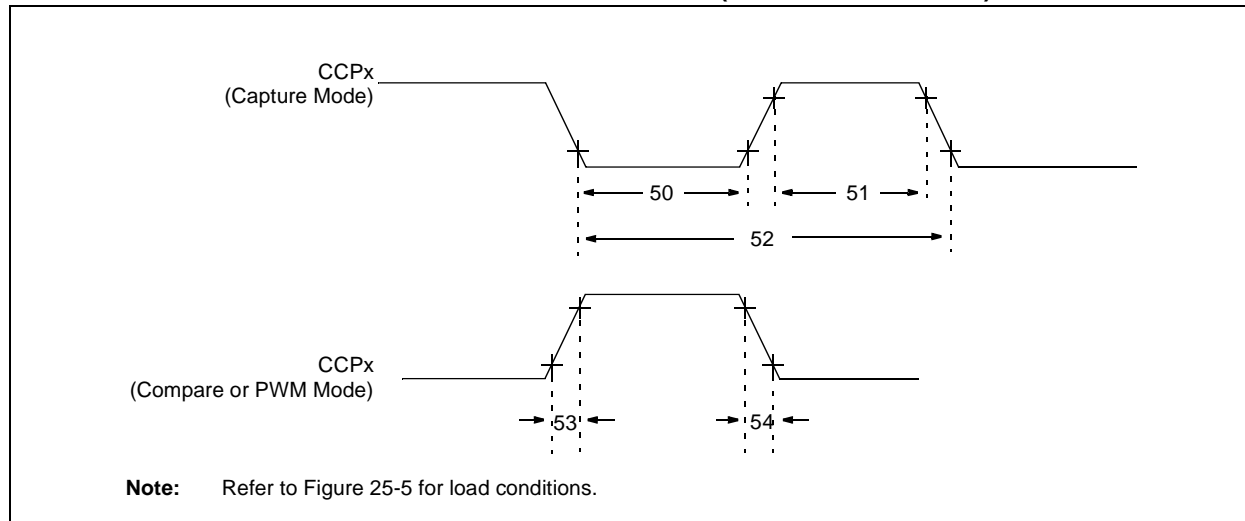 CCPx
(Capture Mode)
50
51
52
CCPx
(Compare or PWM Mode)
53
54
Note: Refer to Figure 25-5 for load conditions.